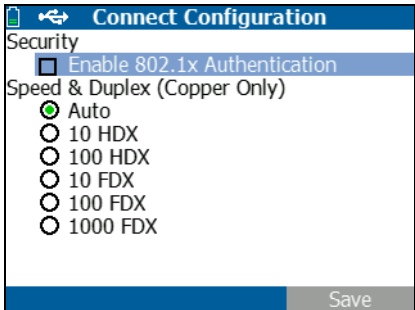 Connect Configuration
Security
Enable 802.1x Authentication
Speed & Duplex (Copper Only)
Auto
10 HDX
100 HDX
10 FDX
100 FDX
1000 FDX
Save